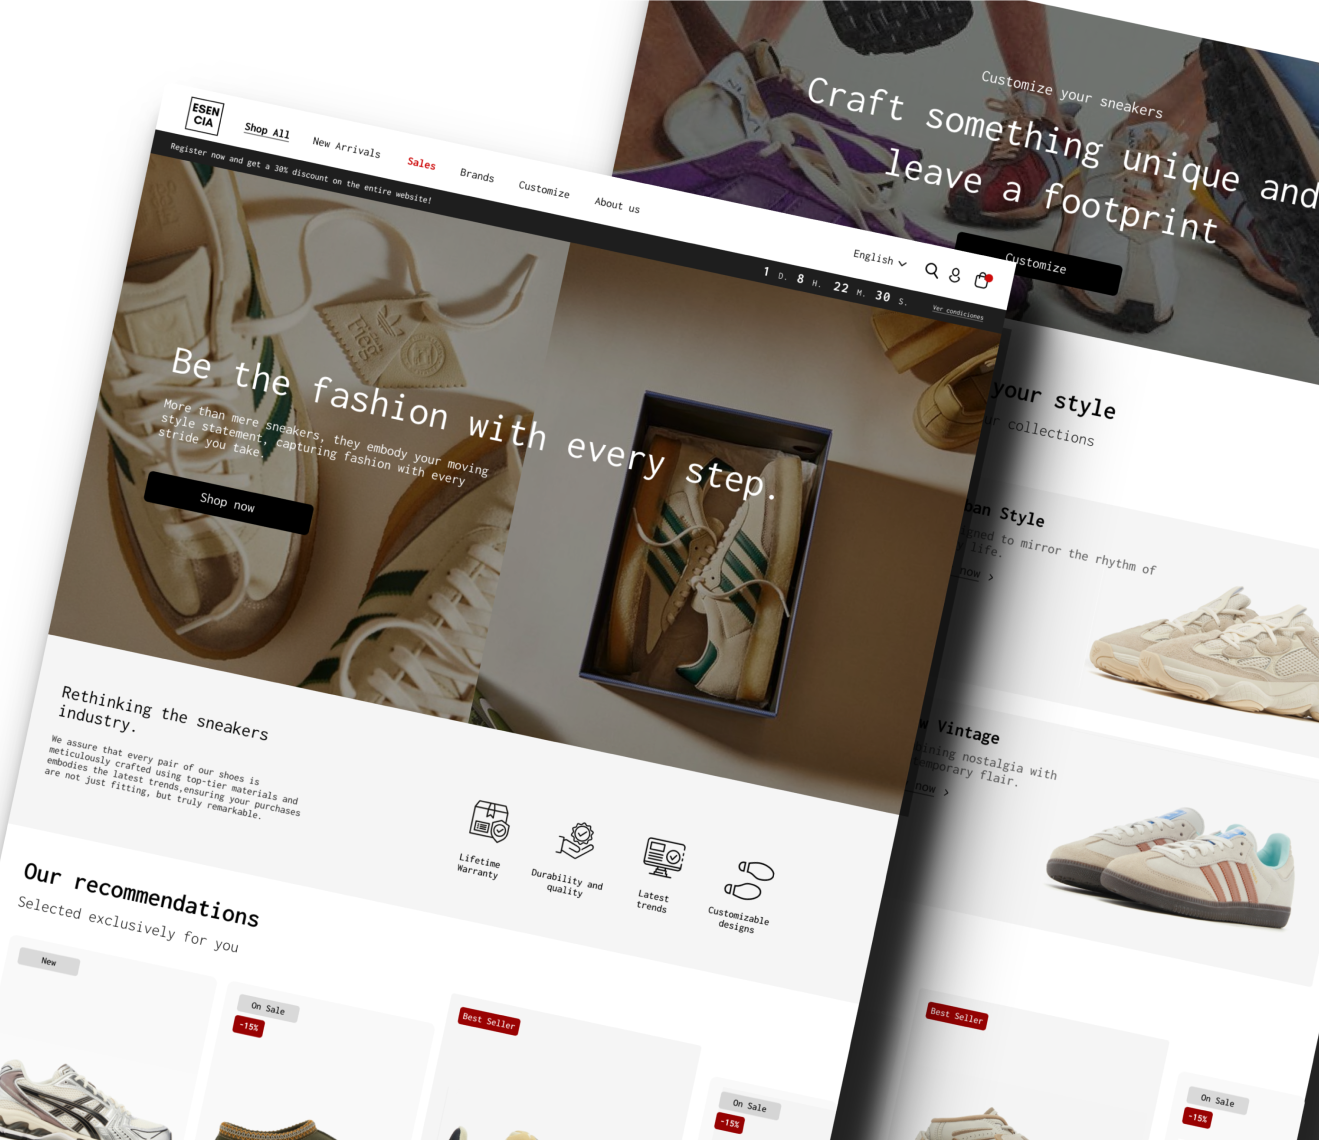 ESEN
CIA
Shop All
New Arrivals
Sales
Brands
Customize
About us
English
Register now and get a 30% discount on the entire website!
1 D. 8 H. 22 M. 30 S.
Ver condiciones
Be the fashion with every step.
More than mere sneakers, they embody your moving
style statement, capturing fashion with every
stride you take.
Shop now
Rethinking the sneakers
industry.
We assure that every pair of our shoes is
meticulously crafted using top-tier materials and
embodies the latest trends,ensuring your purchases
are not just fitting, but truly remarkable.
Lifetime
Warranty
Durability and
quality
Latest
trends
Customizable
designs
Our recommendations
Selected exclusively for you
New
On Sale
-15%
Best Seller
On Sale
-15%
Customize your sneakers
Craft something unique and
leave a footprint
Customize
your style
collections
Style
to mirror the rhythm of
life.
now
Vintage
nostalgia with
flair.
now
Best Seller
On Sale
-15%